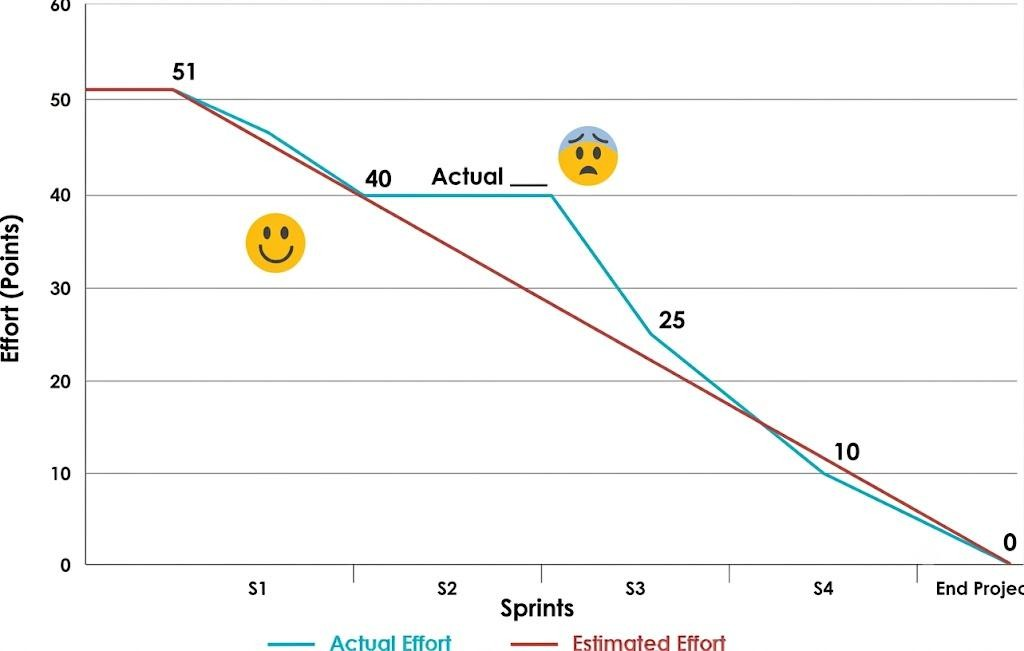 60
51
50
40
Actual ___
40
30
25
20
10
10
0
0
S1
S2
S3
S4
End Projec
Sprints
Effort (Points)
Actual Effort
Estimated Effort